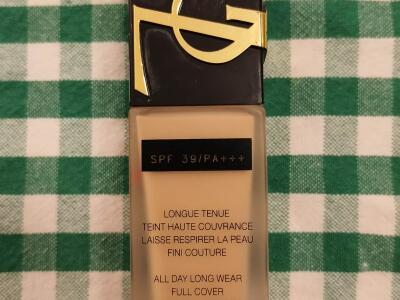 SPF 39/PA+++
LONGUE TENUE
TEINT HAUTE COUVRANCE
LAISSE RESPIRER LA PEAU
FINI COUTURE
ALL DAY LONG WEAR
FULL COVER